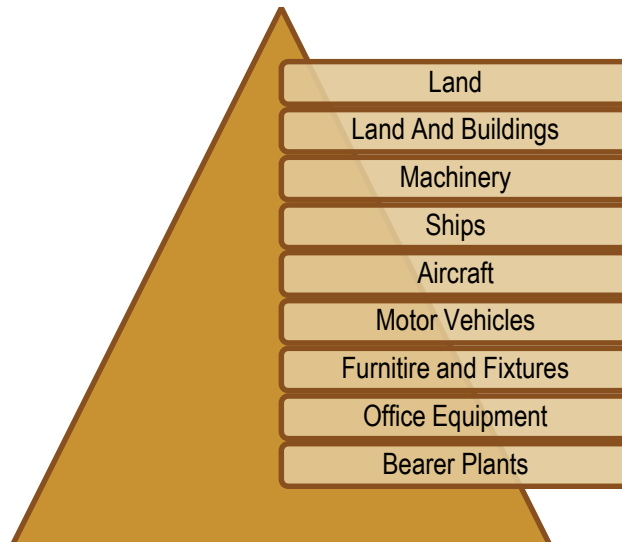 Land
Land And Buildings
Machinery
Ships
Aircraft
Motor Vehicles
Furnitire and Fixtures
Office Equipment
Bearer Plants